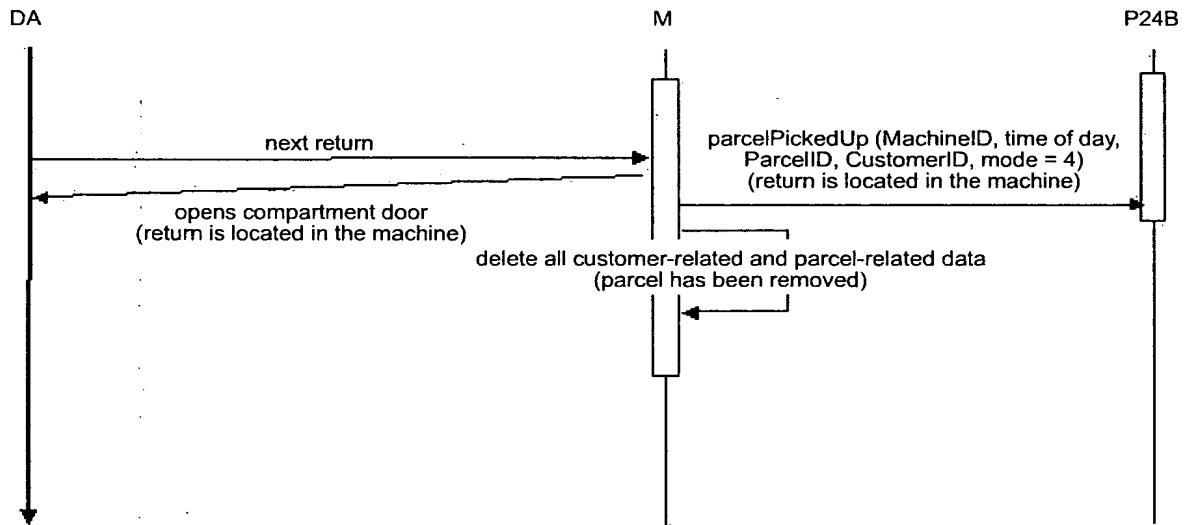 DA
M
P24B
next return
parcelPickedUp (MachineID, time of day,
ParcelID, CustomerID, mode = 4)
(return is located in the machine)
opens compartment door
(return is located in the machine)
delete all customer-related and parcel-related data
(parcel has been removed)